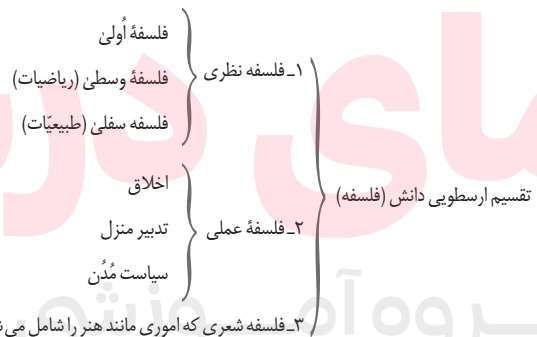 فلسفهٔ اُولیٰ
۱ـ فلسفه نظری
فلسفهٔ وسطیٰ (ریاضیات)
فلسفه سفلیٰ (طبیعیّات)
تقسیم ارسطویی دانش (فلسفه)
اخلاق
۲ـ فلسفهٔ عملی
تدبیر منزل
سیاست مُدُن
۳ـ فلسفه شعری که اموری مانند هنر را شامل می